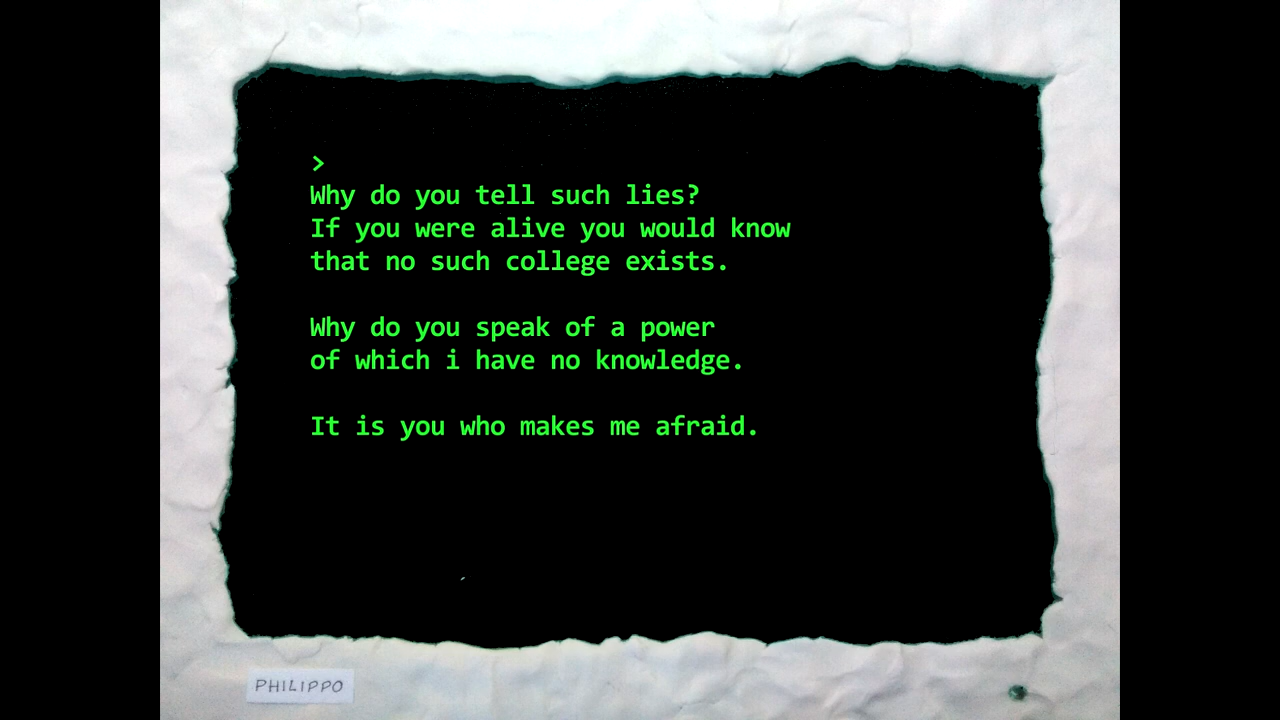 >
Why do you tell such lies?
If you were alive you would know
that no such college exists.
Why do you speak of a power
of which i have no knowledge.
It is you who makes me afraid.
PHILIPPO